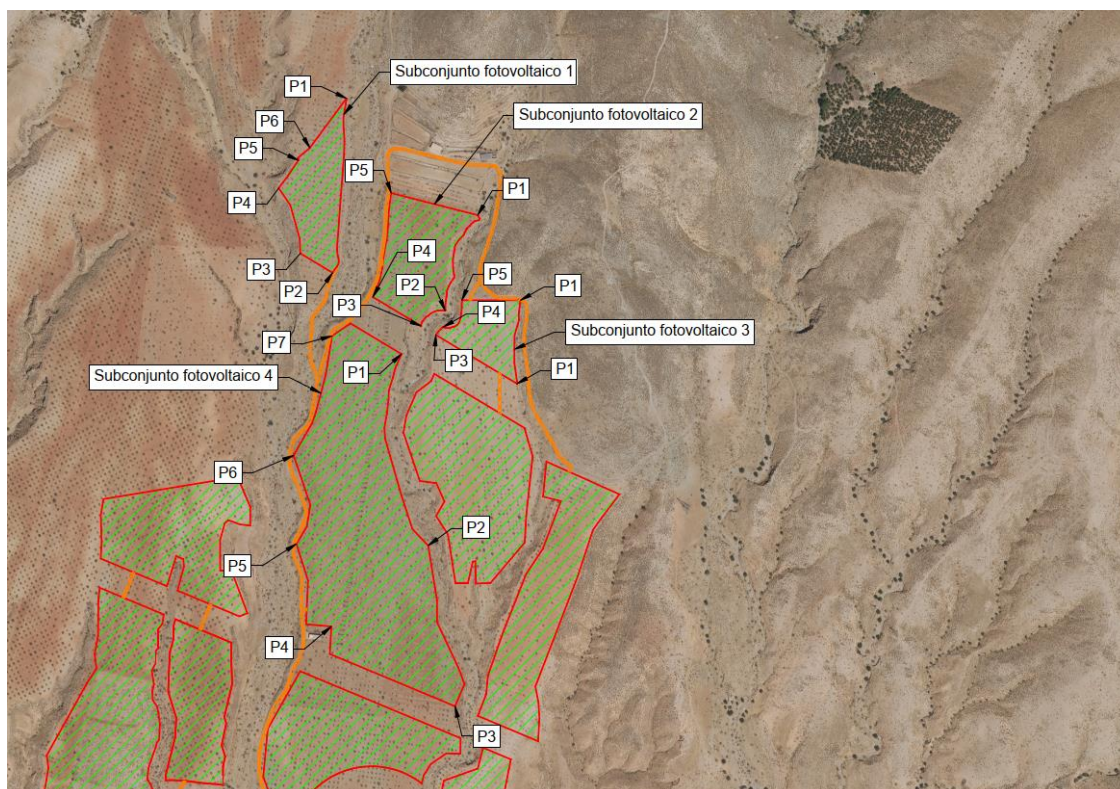 Subconjunto fotovoltaico 1
P1
Subconjunto fotovoltaico 2
P6
P5
P5
P4
P1
P4
P3
P2
P5
P2
P3
P1
P4
P7
Subconjunto fotovoltaico 3
P3
P1
P1
Subconjunto fotovoltaico 4
P6
P2
P5
P4
P3